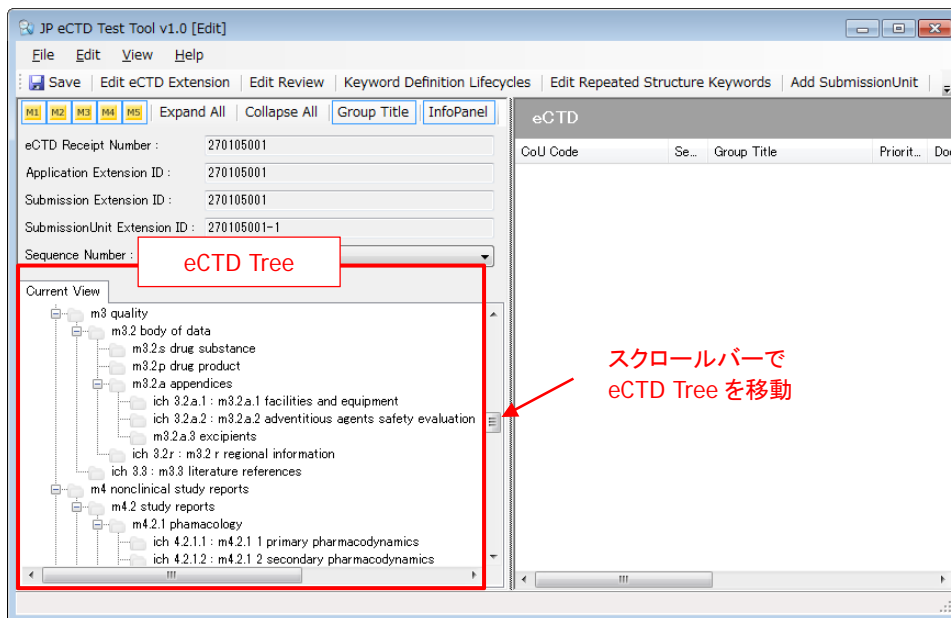 JP eCTD Test Tool v1.0 [Edit]
File Edit View Help
Save Edit eCTD Extension Edit Review Keyword Definition Lifecycles Edit Repeated Structure Keywords Add SubmissionUnit
M1 M2 M3 M4 M5 Expand All Collapse All Group Title InfoPanel
eCTD
eCTD Receipt Number : 270105001
CoU Code Se... Group Title Priorit... Doc
Application Extension ID : 270105001
Submission Extension ID : 270105001
SubmissionUnit Extension ID : 270105001-1
Sequence Number :
eCTD Tree
Current View
m3 quality
m3.2 body of data
m3.2.s drug substance
m3.2.p drug product
m3.2.a appendices
ich 3.2.a.1 : m3.2.a.1 facilities and equipment
ich 3.2.a.2 : m3.2.a.2 adventitious agents safety evaluation
m3.2.a.3 excipients
ich 3.2.r : m3.2 r regional information
ich 3.3 : m3.3 literature references
m4 nonclinical study reports
m4.2 study reports
m4.2.1 phamacology
ich 4.2.1.1 : m4.2.1 1 primary pharmacodynamics
ich 4.2.1.2 : m4.2.1 2 secondary pharmacodynamics
スクロールバーで
eCTD Tree を移動